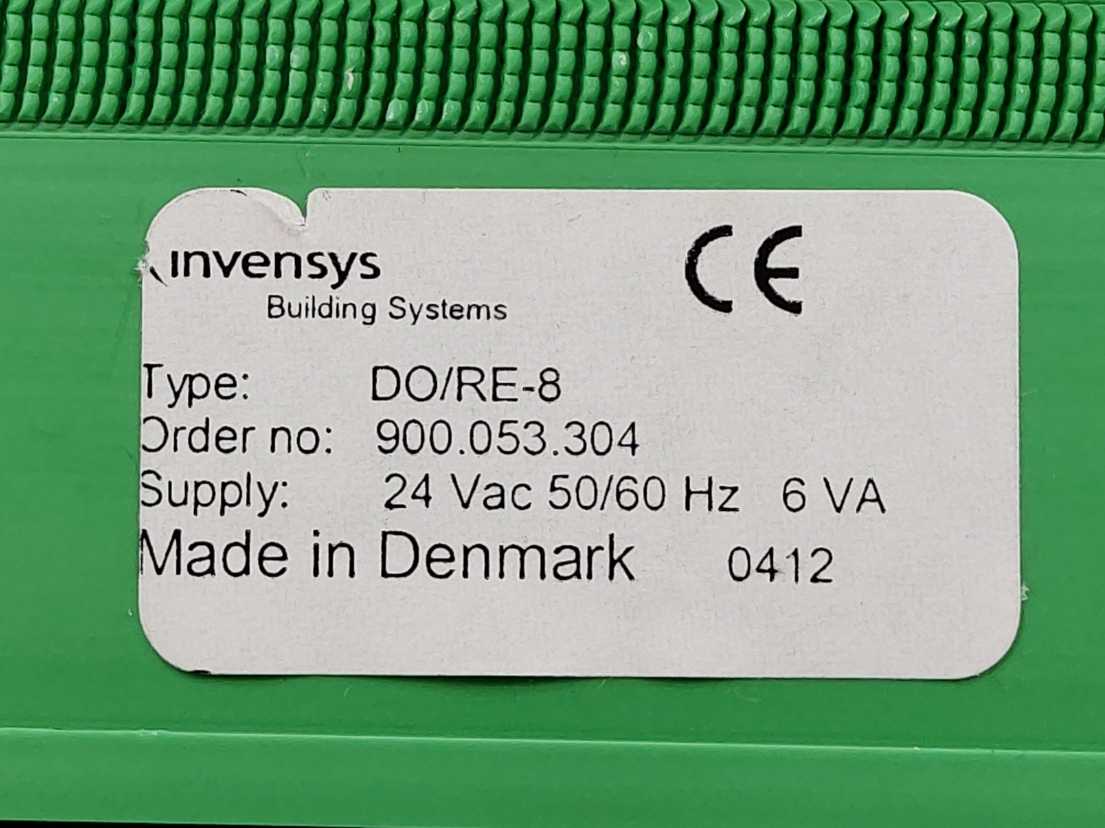 invensys
Building Systems
CE
Type: DO/RE-8
Order no: 900.053.304
Supply: 24 Vac 50/60 Hz 6 VA
Made in Denmark 0412